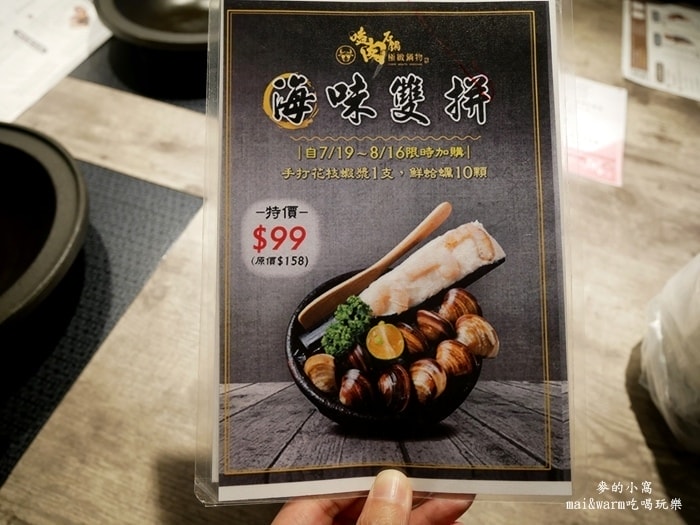 嗑肉石鍋
極緻鍋物
海味雙拼
|自7/19～8/16限時加購|
手打花枝蝦漿1支，鮮蛤蠣10顆
–特價–
$99
(原價$158)
麥的小窩
mai&warm吃喝玩樂